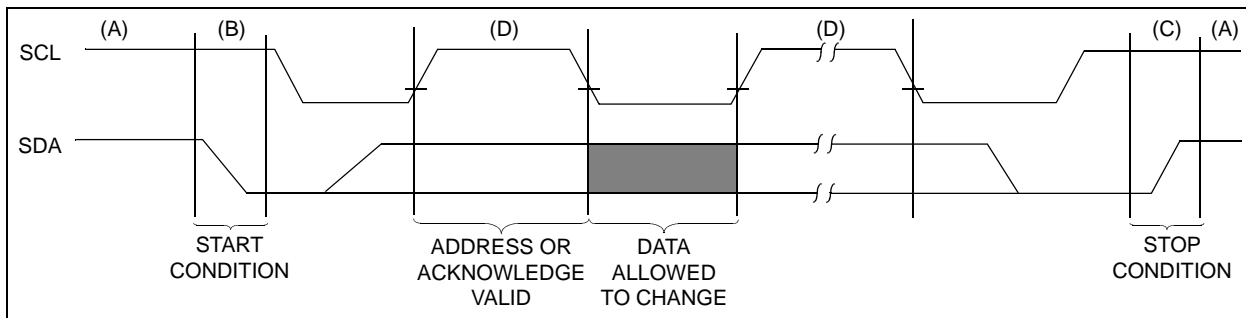 (A) (B) (D) (D) (C) (A)
SCL
SDA
START
CONDITION
ADDRESS OR
ACKNOWLEDGE
VALID
DATA
ALLOWED
TO CHANGE
STOP
CONDITION